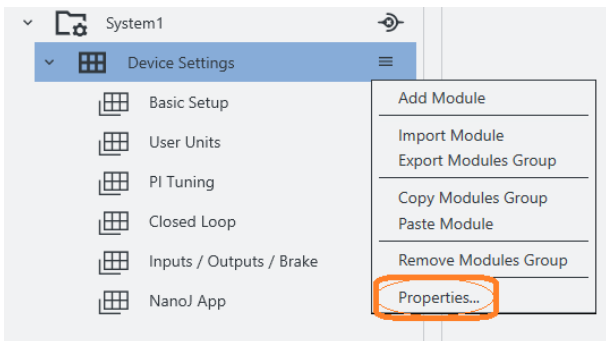 System1
Device Settings
Basic Setup
Add Module
User Units
Import Module
Export Modules Group
PI Tuning
Copy Modules Group
Closed Loop
Paste Module
Inputs / Outputs / Brake
Remove Modules Group
NanoJ App
Properties...